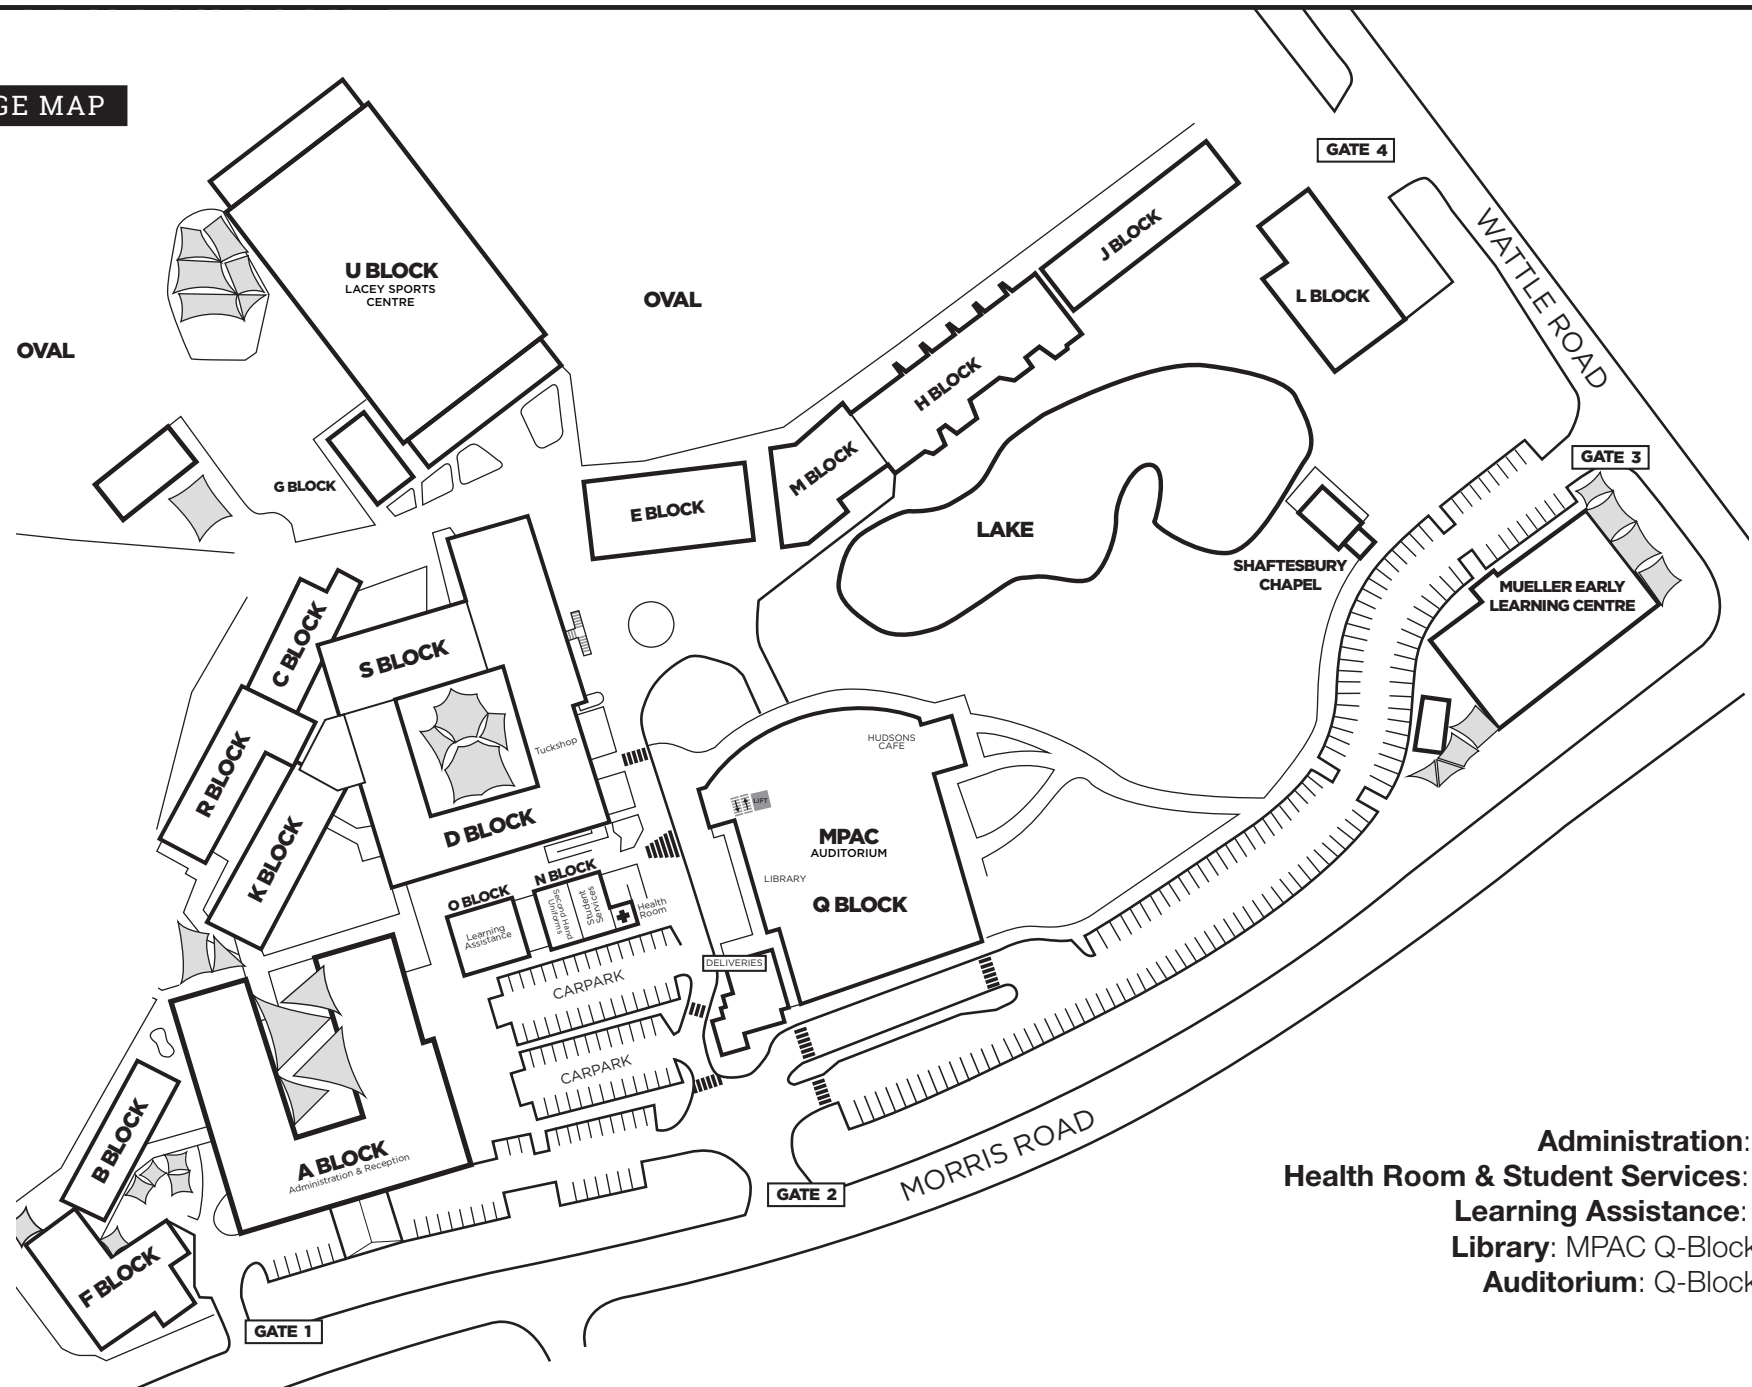 GE MAP
GATE 4
WATTLE ROAD
J BLOCK
U BLOCK
LACEY SPORTS
CENTRE
OVAL
L BLOCK
OVAL
H BLOCK
GATE 3
M BLOCK
G BLOCK
E BLOCK
LAKE
SHAFTESBURY
CHAPEL
MUELLER EARLY
LEARNING CENTRE
C BLOCK
S BLOCK
Tuckshop
HUDSONS
CAFE
R BLOCK
LIFT
D BLOCK
MPAC
AUDITORIUM
K BLOCK
LIBRARY
Q BLOCK
N BLOCK
O BLOCK
Second Hand
Uniforms
Student
Services
Health
Room
Learning
Assistance
DELIVERIES
CARPARK
CARPARK
B BLOCK
A BLOCK
Administration & Reception
MORRIS ROAD
GATE 2
F BLOCK
GATE 1
Administration:
Health Room & Student Services:
Learning Assistance:
Library: MPAC Q-Block
Auditorium: Q-Block